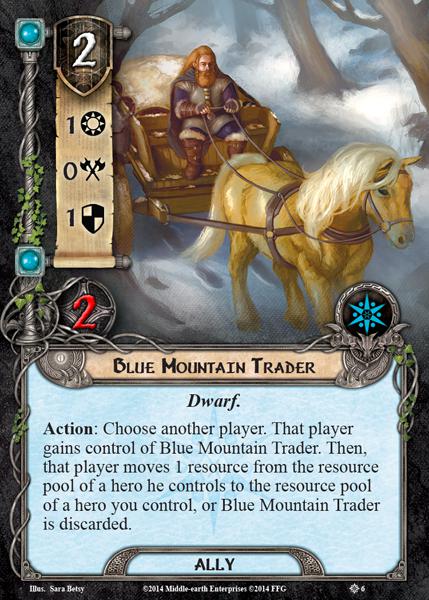 2
1
0
1
2
Blue Mountain Trader
Dwarf.
Action: Choose another player. That player
gains control of Blue Mountain Trader. Then,
that player moves 1 resource from the resource
pool of a hero he controls to the resource pool
of a hero you control, or Blue Mountain Trader
is discarded.
ALLY
Illus. Sara Betsy ©2014 Middle-earth Enterprises ©2014 FFG 6